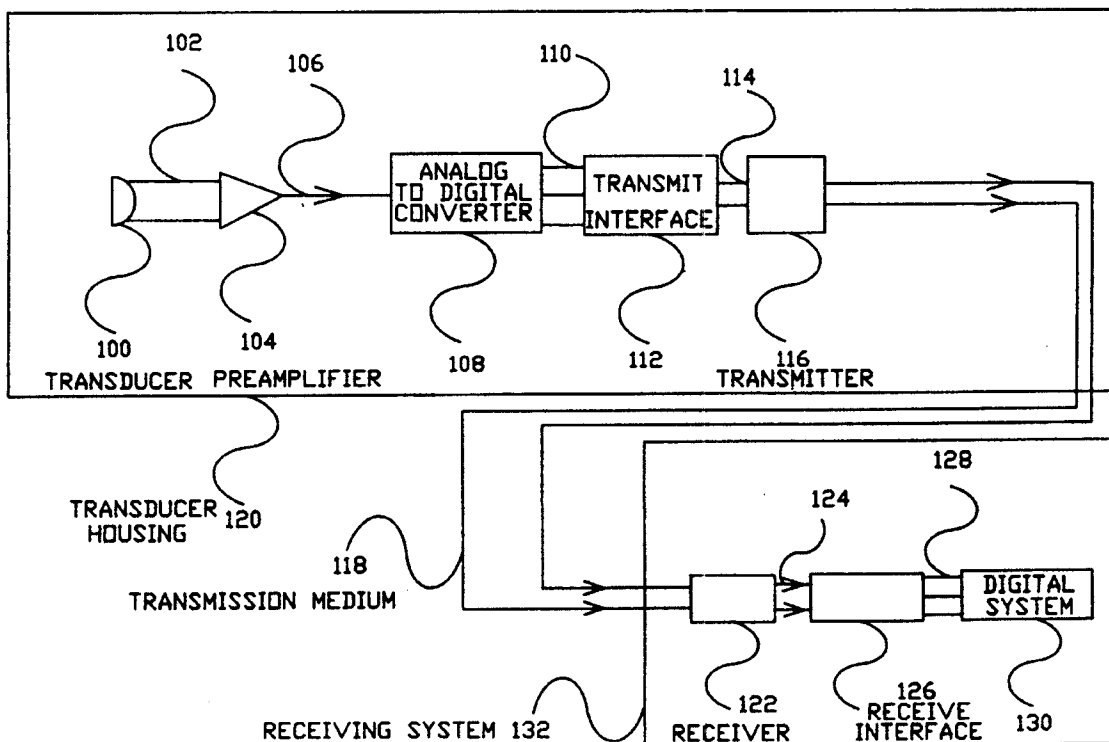 102
106
110
114
ANALOG
TO DIGITAL
CONVERTER
TRANSMIT
INTERFACE
100
104
108
112
116
TRANSDUCER
PREAMPLIFIER
TRANSMITTER
TRANSDUCER
HOUSING
120
118
TRANSMISSION MEDIUM
124
128
DIGITAL
SYSTEM
RECEIVING SYSTEM 132
122
RECEIVER
126
RECEIVE
INTERFACE
130